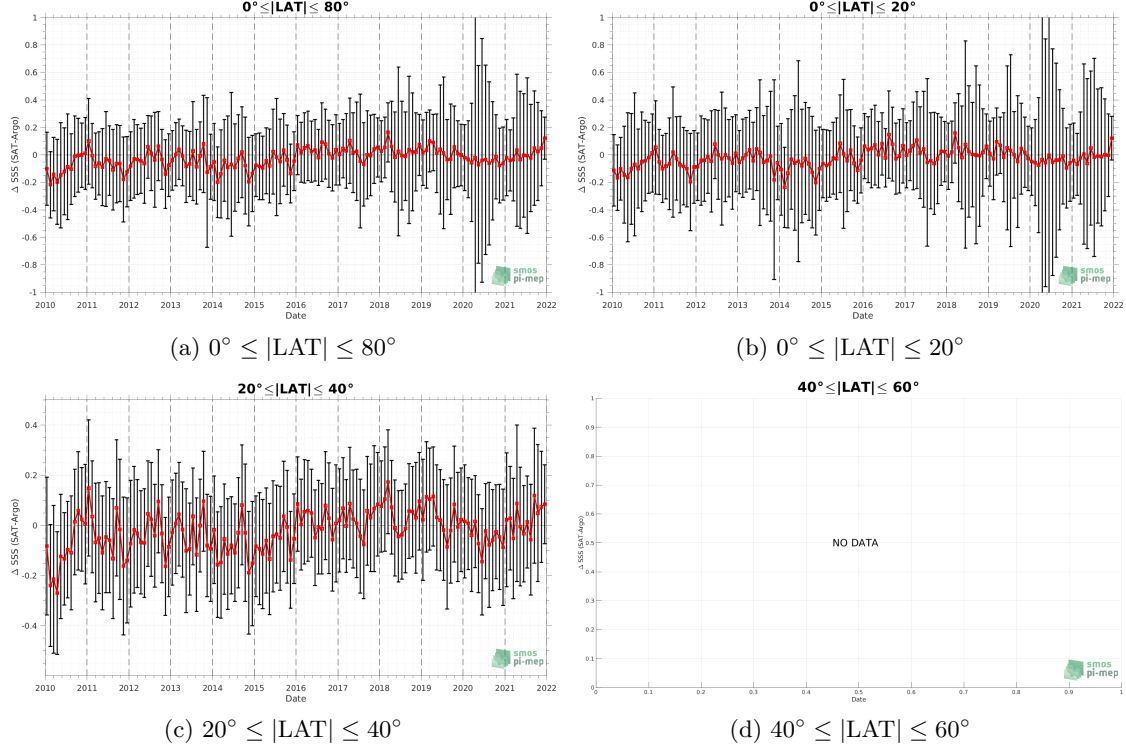 0°≤|LAT|≤ 80°
Δ SSS (SAT-Argo)
1
0.8
0.6
0.4
0.2
0
-0.2
-0.4
-0.6
-0.8
-1
2010 2011 2012 2013 2014 2015 2016 2017 2018 2019 2020 2021 2022
Date
smos
pi-mep
(a) 0° ≤ |LAT| ≤ 80°
0°≤|LAT|≤ 20°
Δ SSS (SAT-Argo)
1
0.8
0.6
0.4
0.2
0
-0.2
-0.4
-0.6
-0.8
-1
2010 2011 2012 2013 2014 2015 2016 2017 2018 2019 2020 2021 2022
Date
smos
pi-mep
(b) 0° ≤ |LAT| ≤ 20°
20°≤|LAT|≤ 40°
Δ SSS (SAT-Argo)
0.4
0.2
0
-0.2
-0.4
2010 2011 2012 2013 2014 2015 2016 2017 2018 2019 2020 2021 2022
Date
smos
pi-mep
(c) 20° ≤ |LAT| ≤ 40°
40°≤|LAT|≤ 60°
Δ SSS (SAT-Argo)
1
0.9
0.8
0.7
0.6
0.5
0.4
0.3
0.2
0.1
0
NO DATA
0 0.1 0.2 0.3 0.4 0.5 0.6 0.7 0.8 0.9 1
Date
smos
pi-mep
(d) 40° ≤ |LAT| ≤ 60°